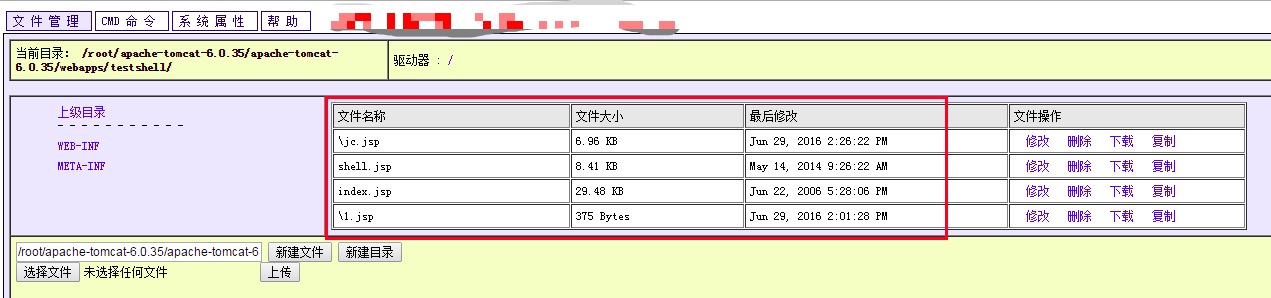 文件管理 CMD命令 系统属性 帮助
当前目录: /root/apache-tomcat-6.0.35/apache-tomcat-
6.0.35/webapps/testshell/
驱动器 : /
上级目录
- - - - - - - - - - - -
WEB-INF
META-INF
文件名称 文件大小 最后修改 文件操作
\jc.jsp 6.96 KB Jun 29, 2016 2:26:22 PM 修改 删除 下载 复制
shell.jsp 8.41 KB May 14, 2014 9:26:22 AM 修改 删除 下载 复制
index.jsp 29.48 KB Jun 22, 2006 5:28:06 PM 修改 删除 下载 复制
\1.jsp 375 Bytes Jun 29, 2016 2:01:28 PM 修改 删除 下载 复制
/root/apache-tomcat-6.0.35/apache-tomcat-6 新建文件 新建目录
选择文件 未选择任何文件 上传